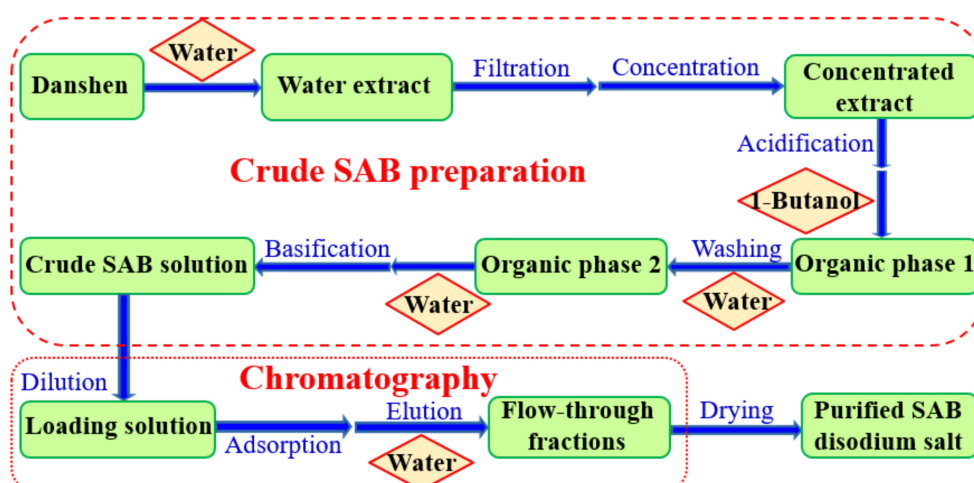 Water
Danshen
Water extract
Filtration
Concentration
Concentrated
extract
Acidification
Crude SAB preparation
1-Butanol
Crude SAB solution
Basification
Water
Organic phase 2
Washing
Water
Organic phase 1
Dilution
Chromatography
Loading solution
Adsorption
Elution
Water
Flow-through
fractions
Drying
Purified SAB
disodium salt